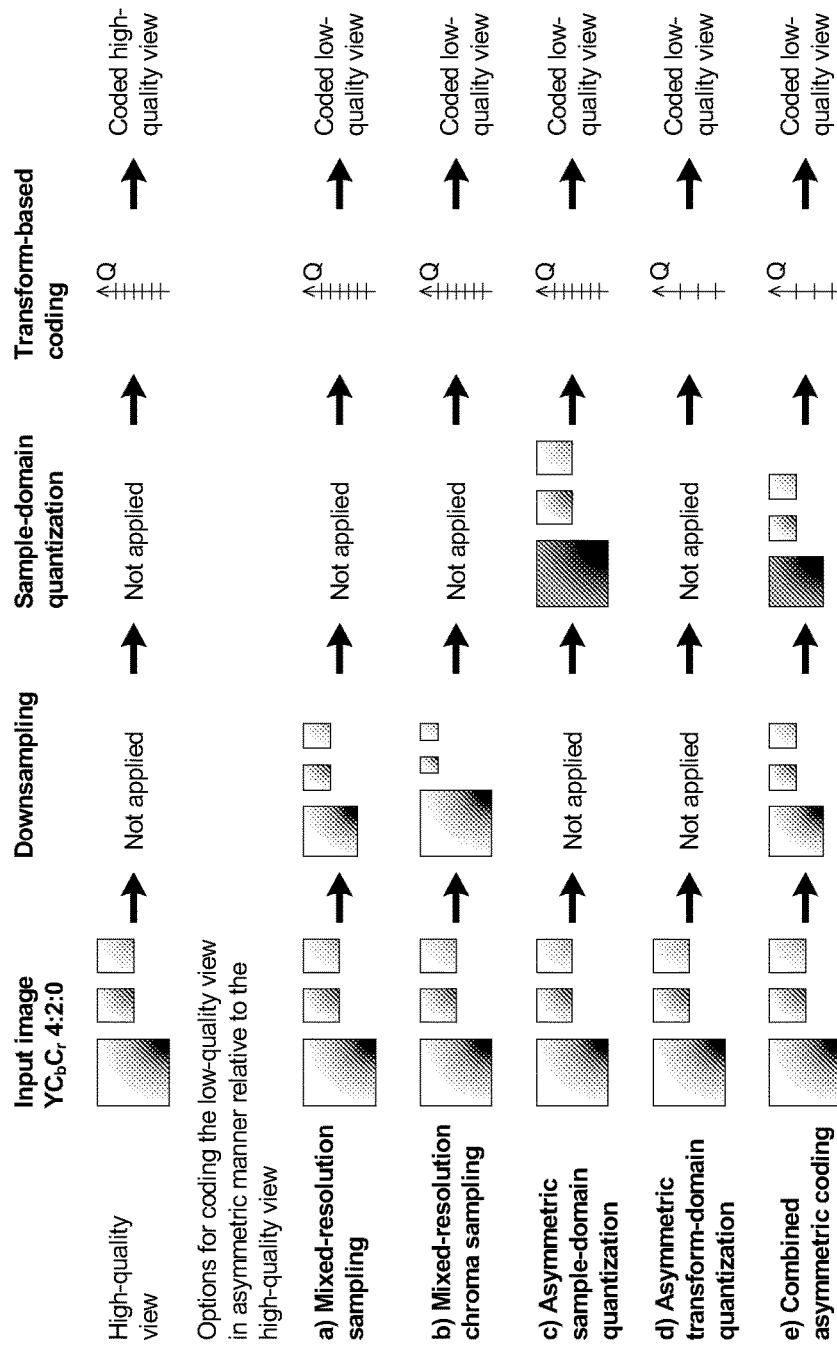 Input image
YCbCr 4:2:0
Downsampling
Sample-domain
quantization
Transform-based
coding
High-quality
view
Not applied
Not applied
Q
Coded high-
quality view
Options for coding the low-quality view
in asymmetric manner relative to the
high-quality view
a) Mixed-resolution
sampling
Not applied
Q
Coded low-
quality view
b) Mixed-resolution
chroma sampling
Not applied
Q
Coded low-
quality view
c) Asymmetric
sample-domain
quantization
Not applied
Q
Coded low-
quality view
d) Asymmetric
transform-domain
quantization
Not applied
Not applied
Q
Coded low-
quality view
e) Combined
asymmetric coding
Q
Coded low-
quality view